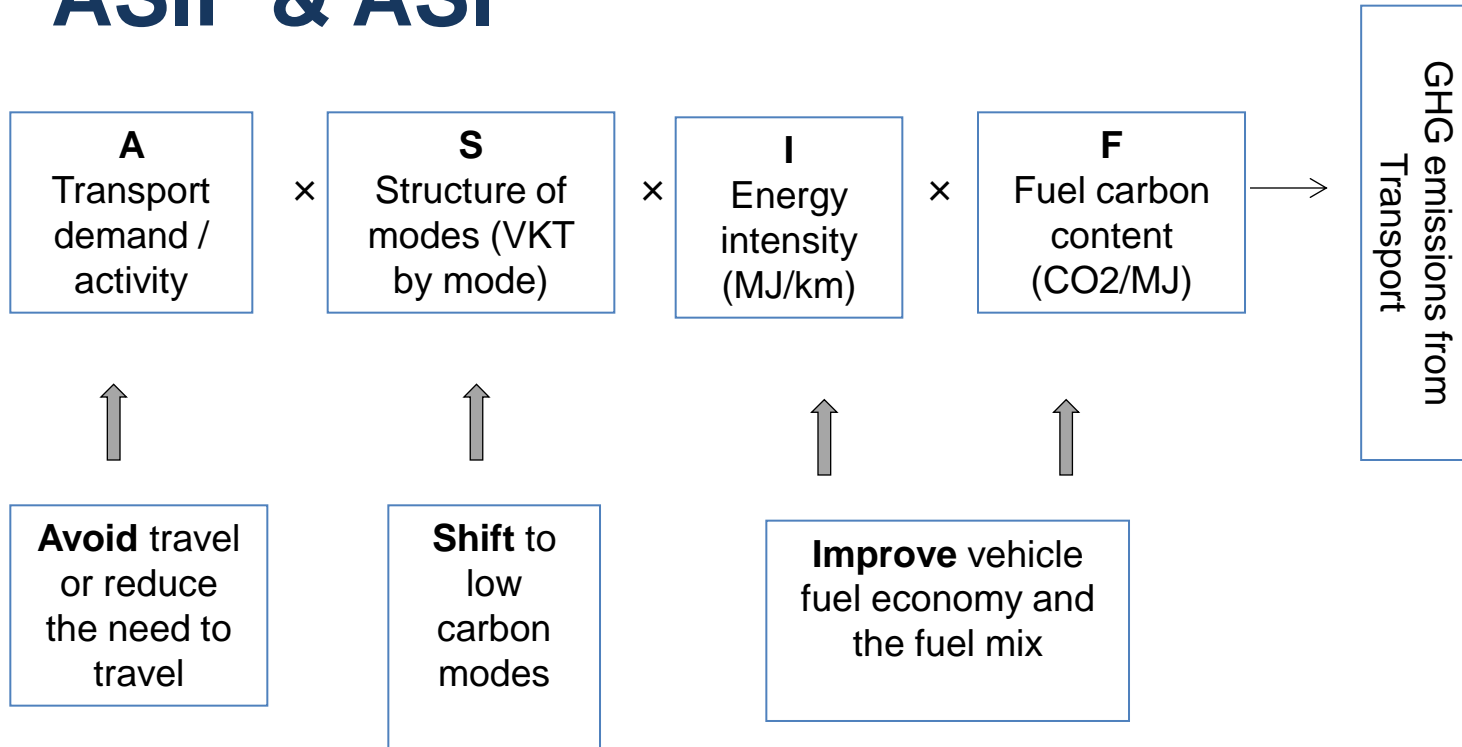 ASIF & ASI
A
Transport
demand /
activity
×
S
Structure of
modes (VKT
by mode)
×
I
Energy
intensity
(MJ/km)
×
F
Fuel carbon
content
(CO2/MJ)
GHG emissions from
Transport
Avoid travel
or reduce
the need to
travel
Shift to
low
carbon
modes
Improve vehicle
fuel economy and
the fuel mix